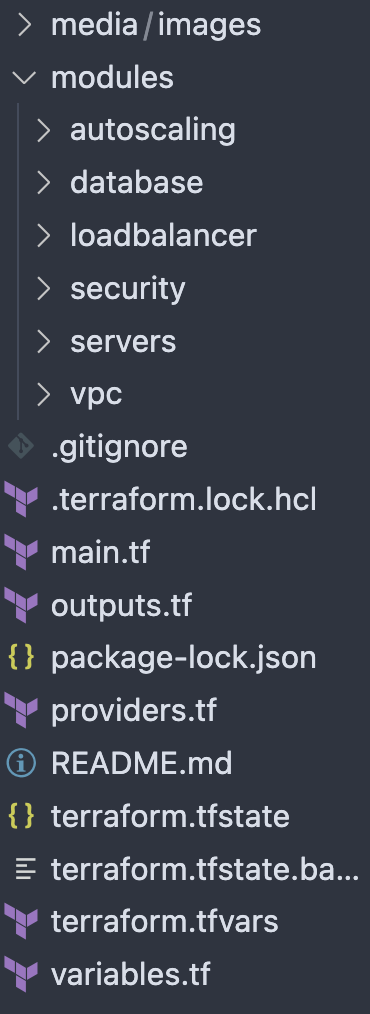 media/images
modules
autoscaling
database
loadbalancer
security
servers
vpc
.gitignore
.terraform.lock.hcl
main.tf
outputs.tf
{} package-lock.json
providers.tf
README.md
{} terraform.tfstate
terraform.tfstate.ba...
terraform.tfvars
variables.tf